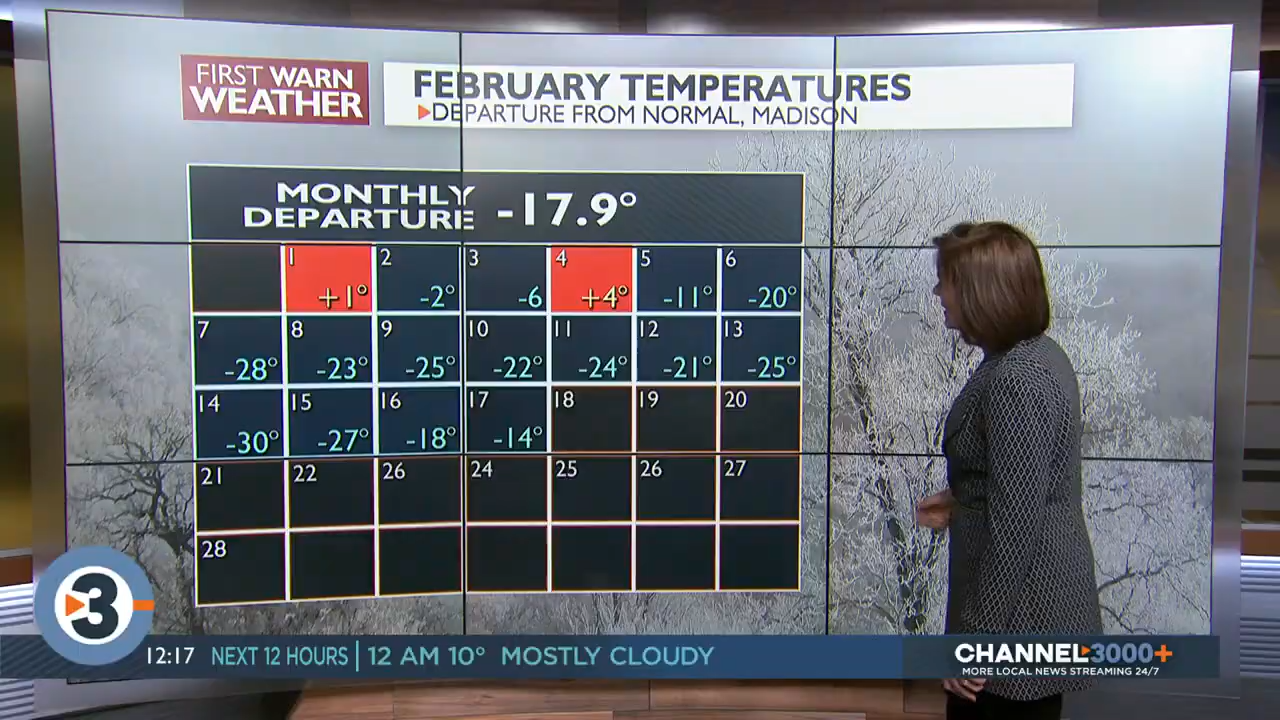 FIRST WARN
WEATHER
FEBRUARY TEMPERATURES
DEPARTURE FROM NORMAL, MADISON
MONTHLY
DEPARTURE -17.9°
1 2 3 4 5 6
+1° -2° -6 +4° -11° -20°
7 8 9 10 11 12 13
-28° -23° -25° -22° -24° -21° -25°
14 15 16 17 18 19 20
-30° -27° -18° -14°
21 22 26 24 25 26 27
28
3
12:17 NEXT 12 HOURS | 12 AM 10° MOSTLY CLOUDY
CHANNEL3000+
MORE LOCAL NEWS STREAMING 24/7